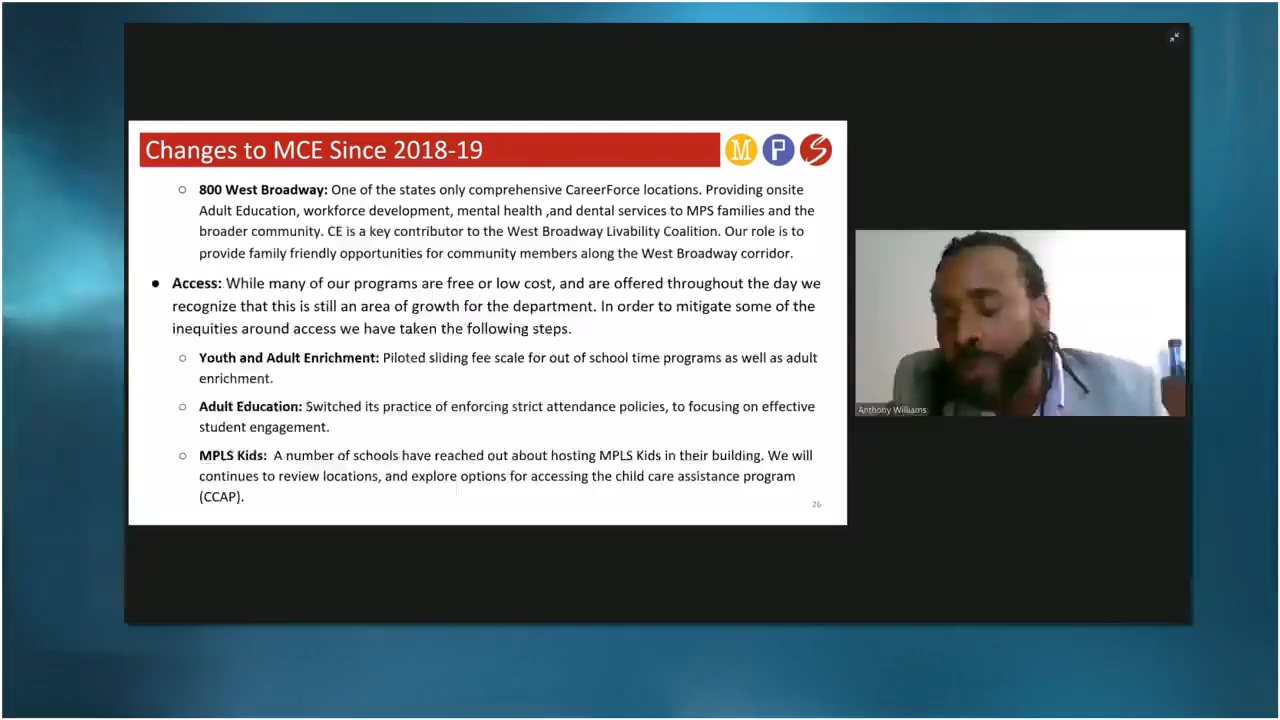 Changes to MCE Since 2018-19
M P S
○ 800 West Broadway: One of the states only comprehensive CareerForce locations. Providing onsite
Adult Education, workforce development, mental health ,and dental services to MPS families and the
broader community. CE is a key contributor to the West Broadway Livability Coalition. Our role is to
provide family friendly opportunities for community members along the West Broadway corridor.
● Access: While many of our programs are free or low cost, and are offered throughout the day we
recognize that this is still an area of growth for the department. In order to mitigate some of the
inequities around access we have taken the following steps.
○ Youth and Adult Enrichment: Piloted sliding fee scale for out of school time programs as well as adult
enrichment.
○ Adult Education: Switched its practice of enforcing strict attendance policies, to focusing on effective
student engagement.
○ MPLS Kids: A number of schools have reached out about hosting MPLS Kids in their building. We will
continues to review locations, and explore options for accessing the child care assistance program
(CCAP).
26
Anthony Williams